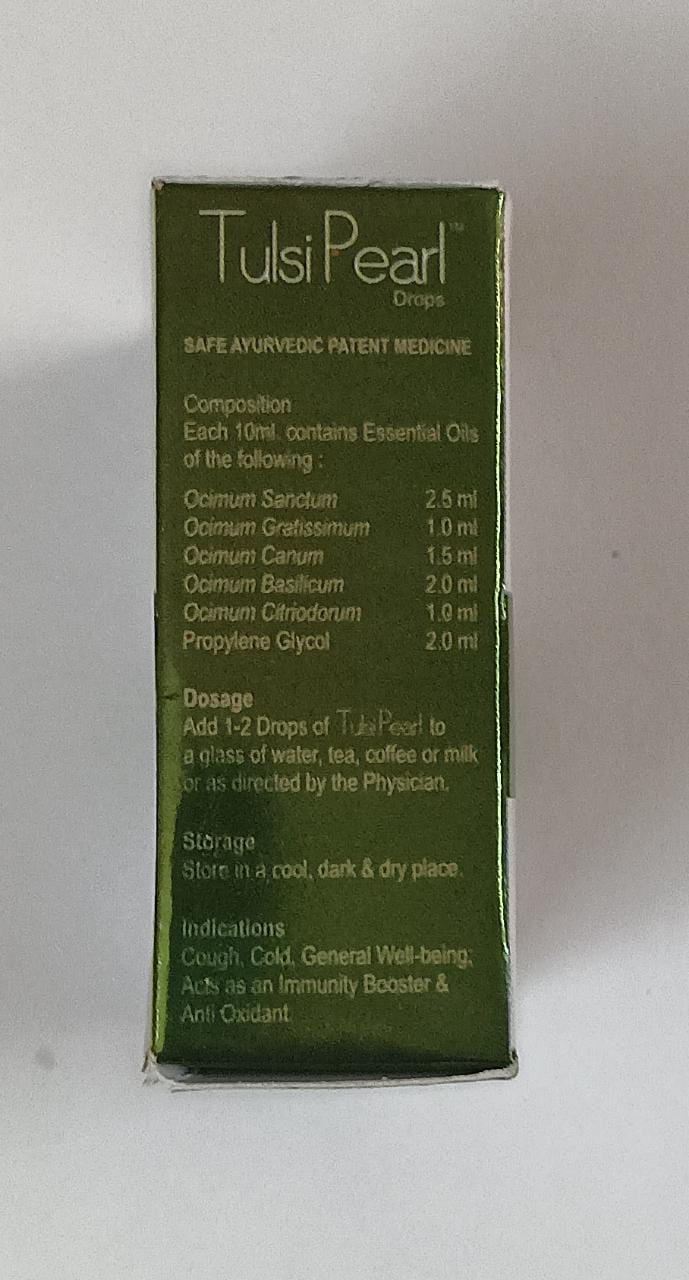 Tulsi Pearl™
Drops
SAFE AYURVEDIC PATENT MEDICINE
Composition
Each 10ml. contains Essential Oils
of the following :
Ocimum Sanctum 2.5 ml
Ocimum Gratissimum 1.0 ml
Ocimum Canum 1.5 ml
Ocimum Basilicum 2.0 ml
Ocimum Citriodorum 1.0 ml
Propylene Glycol 2.0 ml
Dosage
Add 1-2 Drops of Tulsi Pearl to
a glass of water, tea, coffee or milk
or as directed by the Physician.
Storage
Store in a cool, dark & dry place.
Indications
Cough, Cold, General Well-being;
Acts as an Immunity Booster &
Anti Oxidant